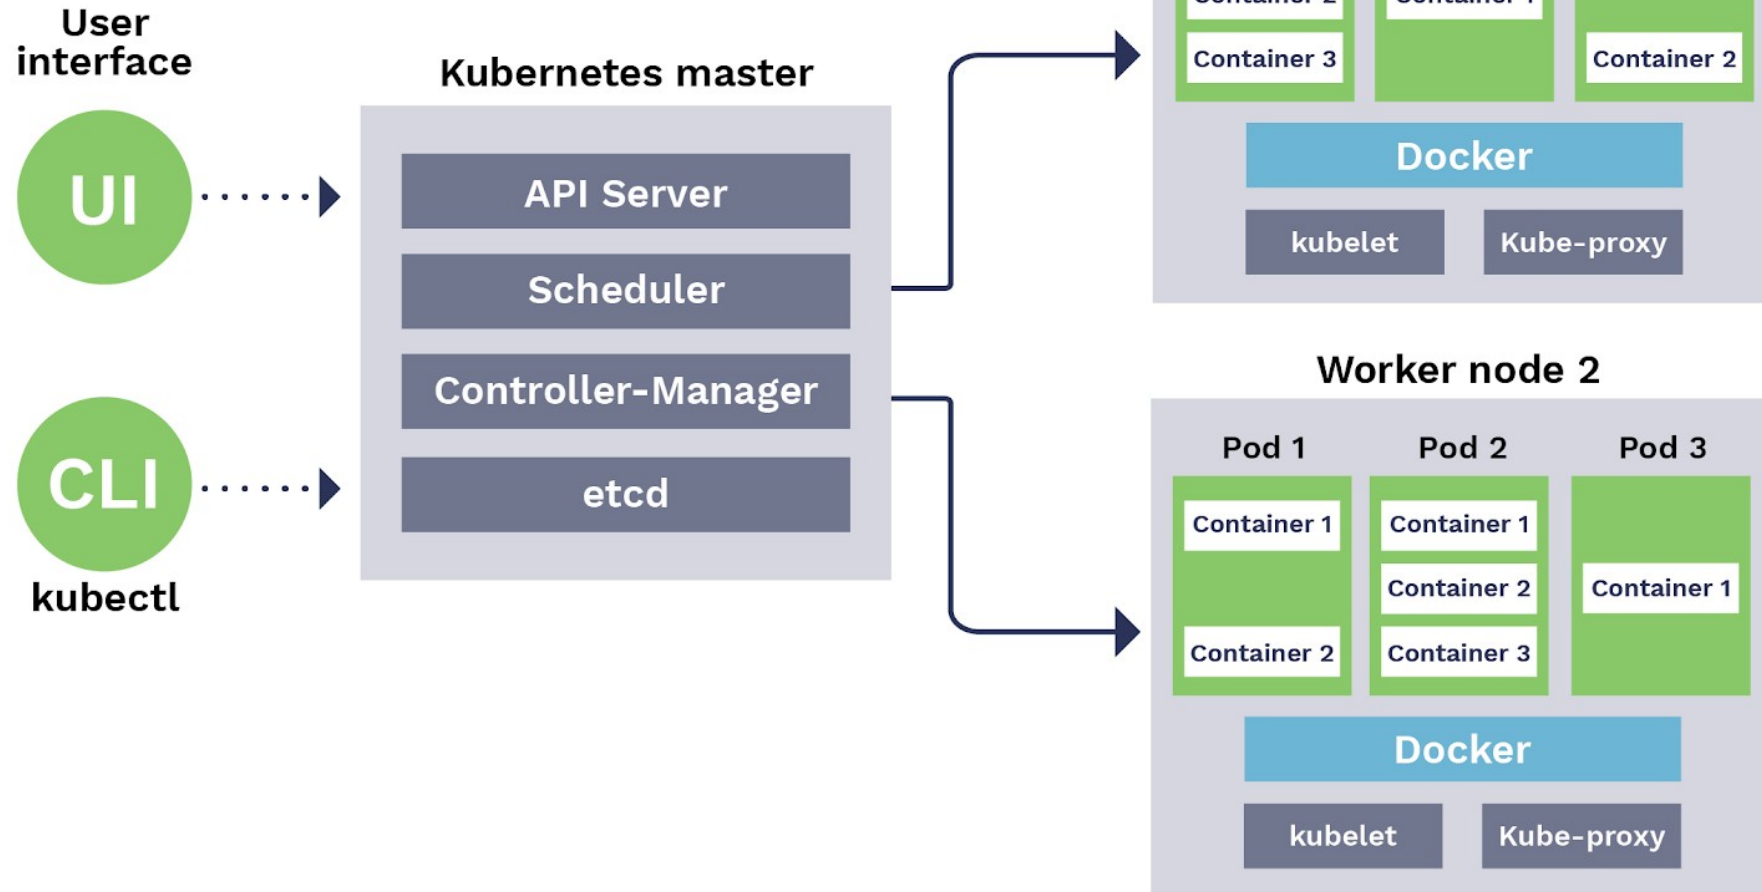 User
interface
UI
CLI
kubectl
Kubernetes master
API Server
Scheduler
Controller-Manager
etcd
Container 3
Container 2
Docker
kubelet
Kube-proxy
Worker node 2
Pod 1
Pod 2
Pod 3
Container 1
Container 2
Container 1
Container 2
Container 3
Container 1
Docker
kubelet
Kube-proxy